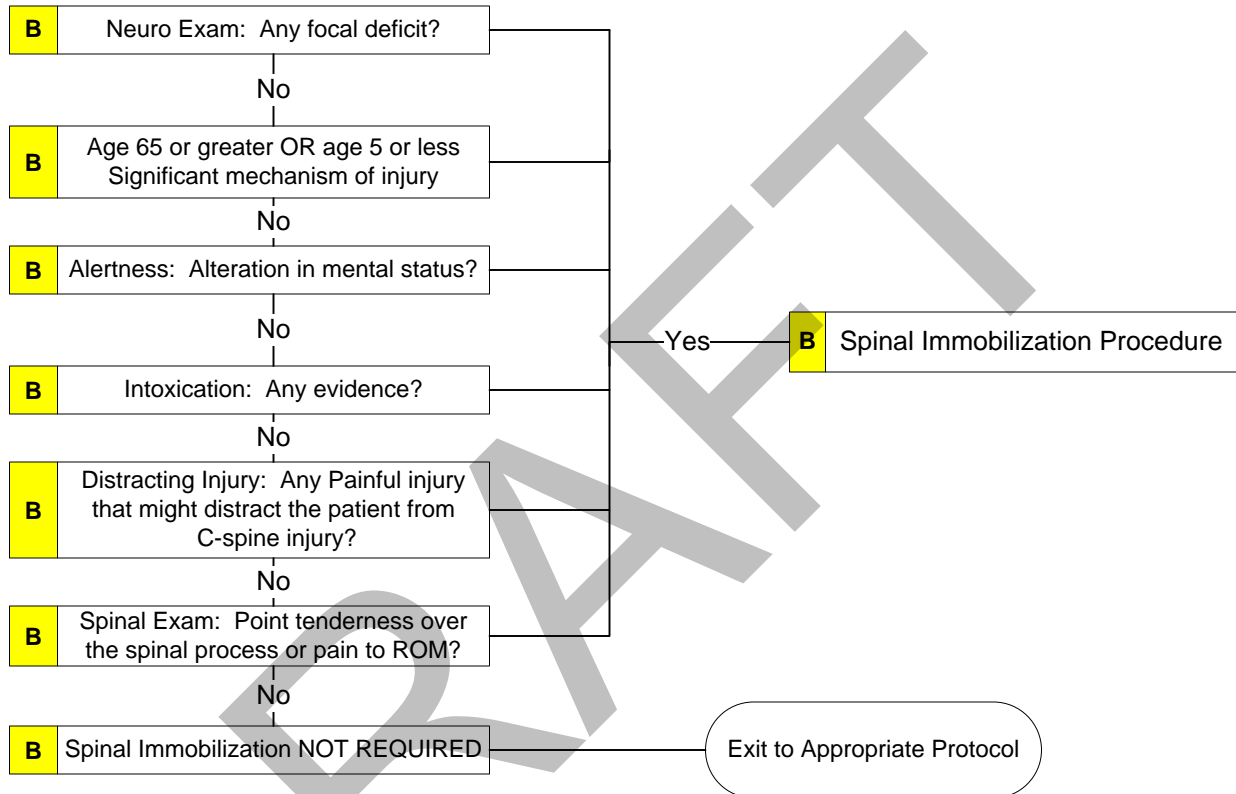 B Neuro Exam: Any focal deficit?
No
B Age 65 or greater OR age 5 or less
Significant mechanism of injury
No
B Alertness: Alteration in mental status?
No
Yes
B Spinal Immobilization Procedure
B Intoxication: Any evidence?
No
B Distracting Injury: Any Painful injury
that might distract the patient from
C-spine injury?
No
B Spinal Exam: Point tenderness over
the spinal process or pain to ROM?
No
B Spinal Immobilization NOT REQUIRED
Exit to Appropriate Protocol
RAFT